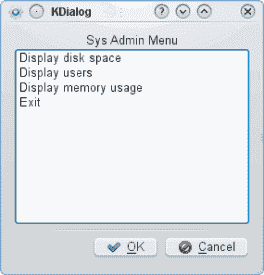 KDialog
Sys Admin Menu
Display disk space
Display users
Display memory usage
Exit
OK
Cancel